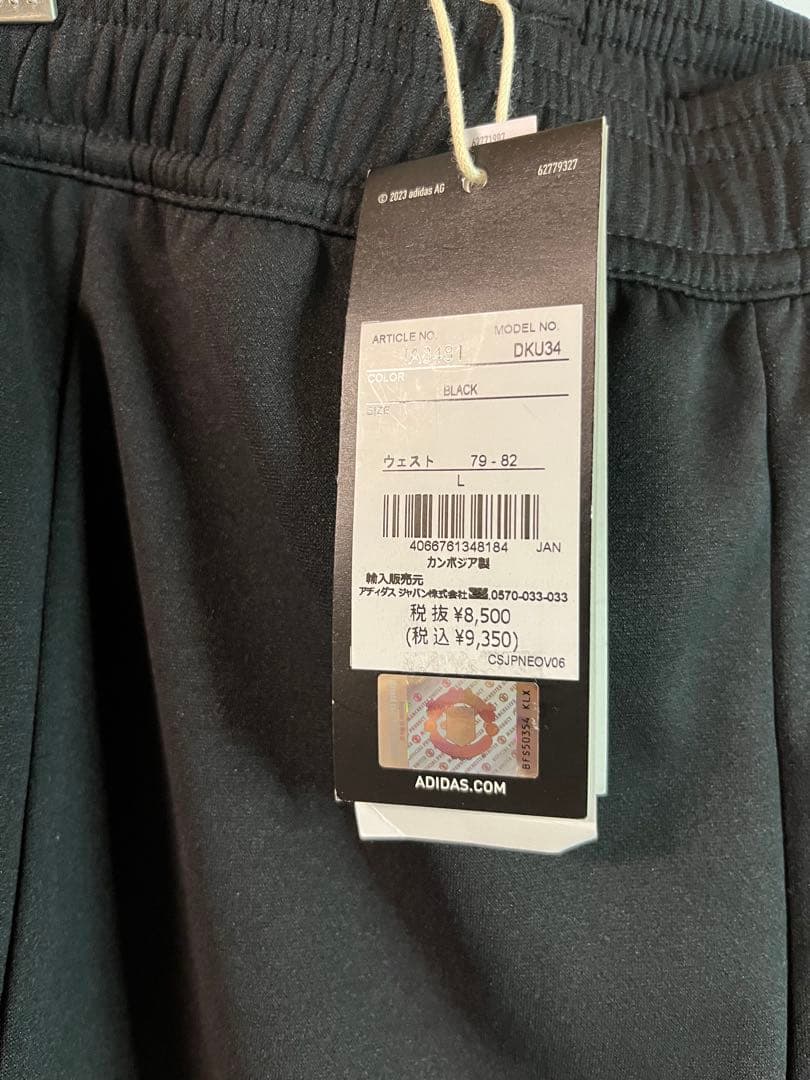 62771997
62779327
© 2023 adidas AG
ARTICLE NO. MODEL NO.
DKU34
COLOR
BLACK
SIZE
ウェスト 79 - 82
L
4066761348184 JAN
カンボジア製
輸入販売元
アディダス ジャパン株式会社 0570-033-033
税 抜 ¥8,500
(税 込 ¥9,350)
CSJPNEOV06
8FS50354 KLX
ADIDAS.COM